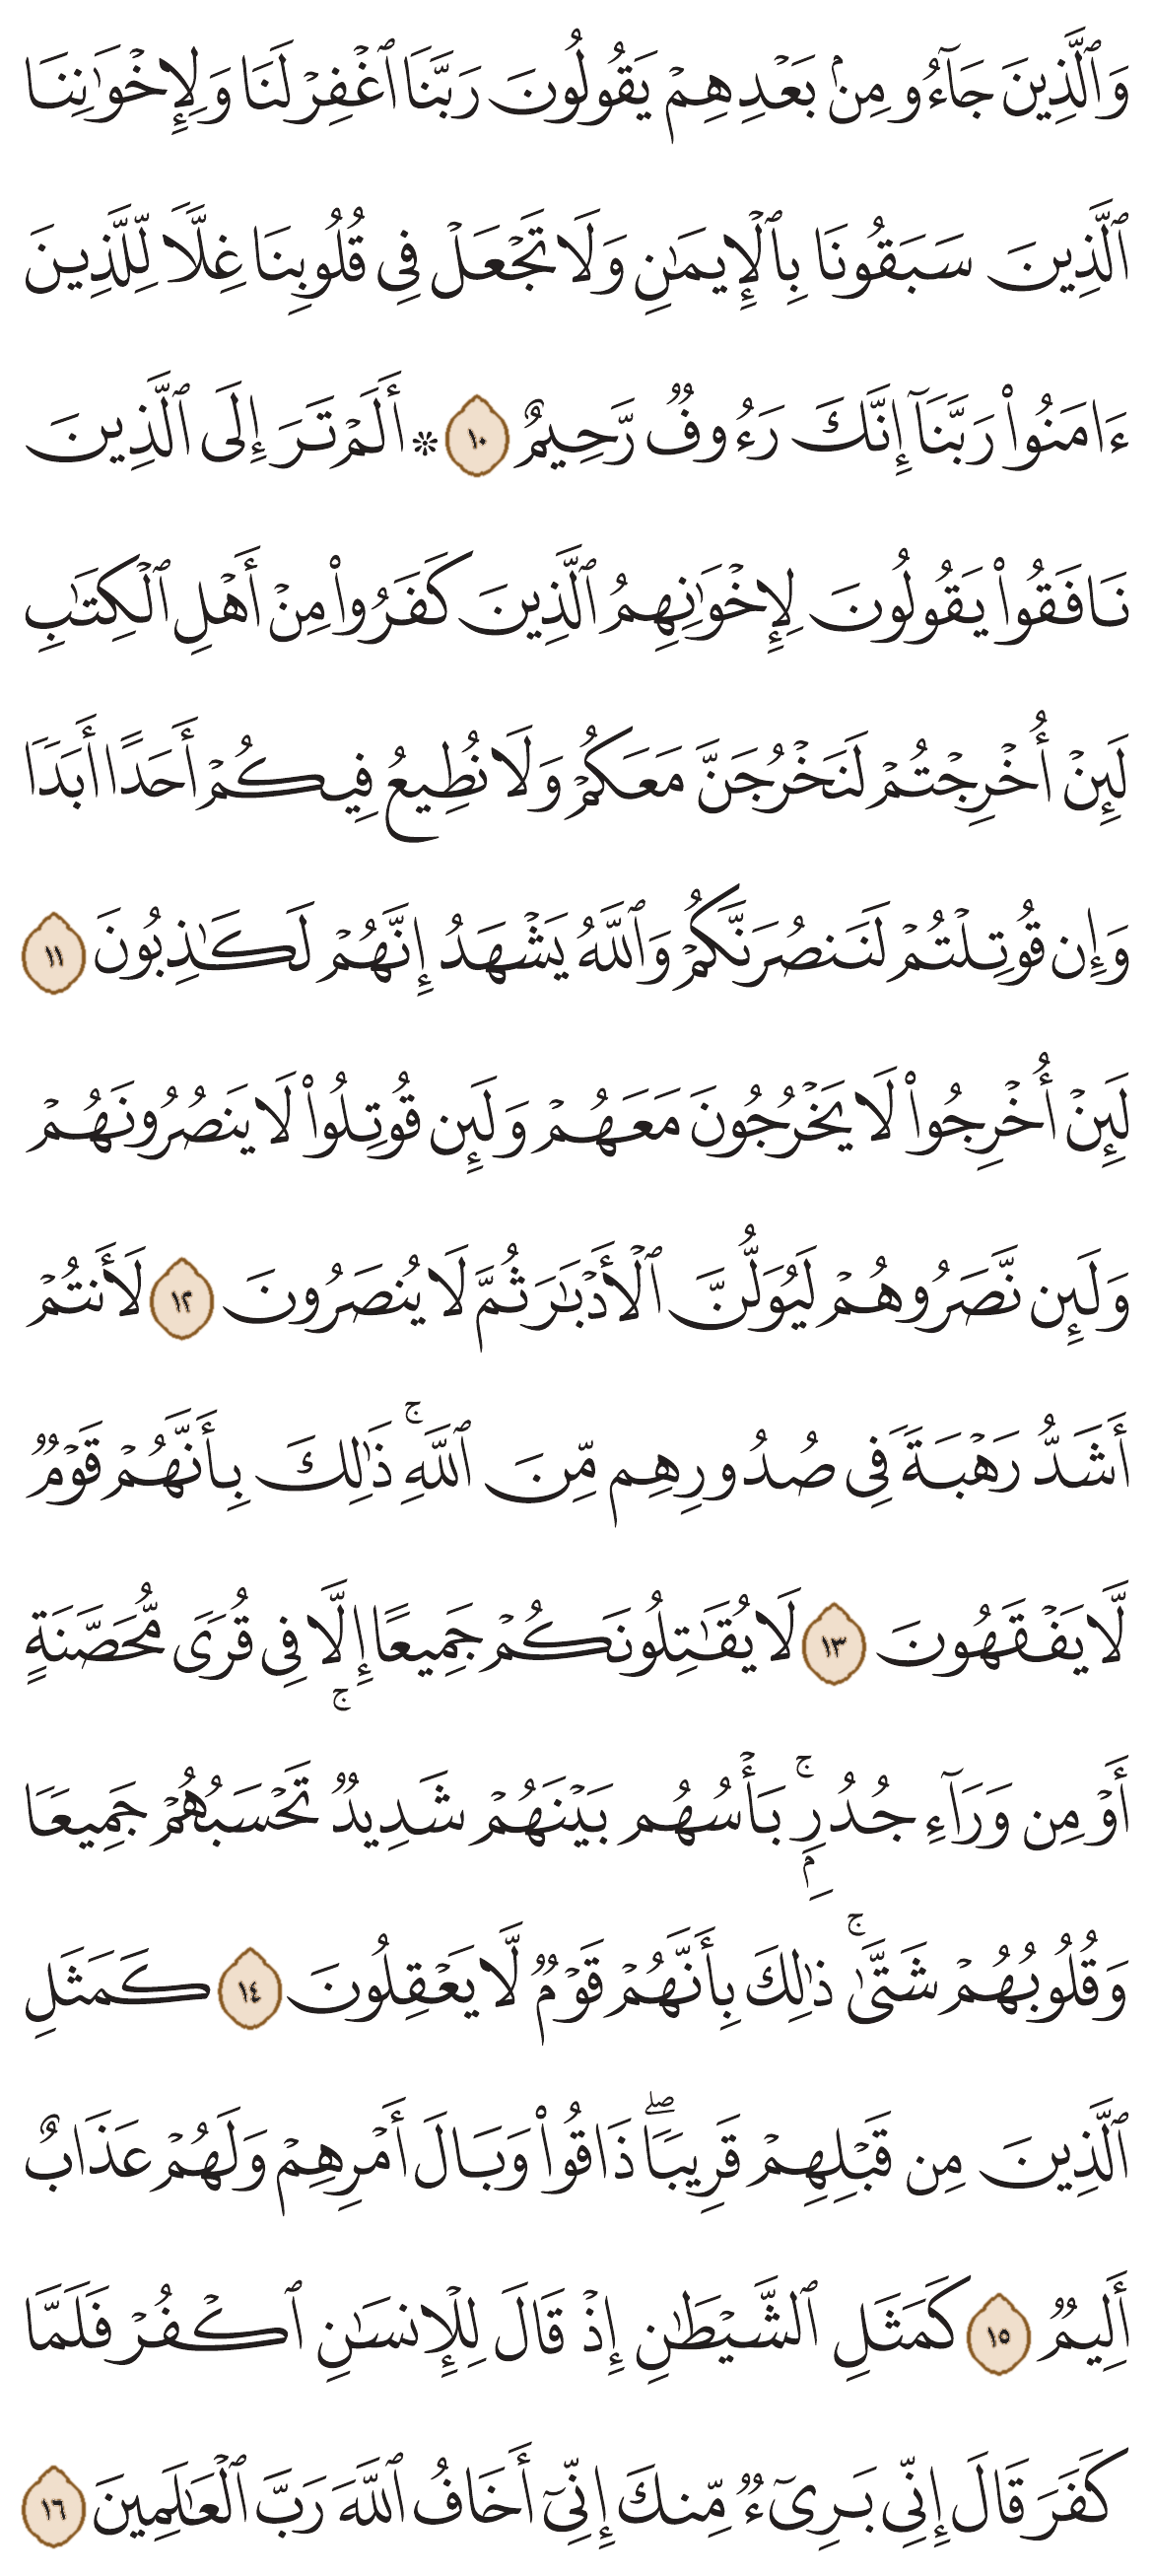 وَٱلَّذِينَ جَآءُو مِنۢ بَعۡدِهِمۡ يَقُولُونَ رَبَّنَا ٱغۡفِرۡ لَنَا وَلِإِخۡوَٰنِنَا
ٱلَّذِينَ سَبَقُونَا بِٱلۡإِيمَٰنِ وَلَا تَجۡعَلۡ فِي قُلُوبِنَا غِلّٗا لِّلَّذِينَ
ءَامَنُواْ رَبَّنَآ إِنَّكَ رَءُوفٞ رَّحِيمٌ ١٠ ۞ أَلَمۡ تَرَ إِلَى ٱلَّذِينَ
نَافَقُواْ يَقُولُونَ لِإِخۡوَٰنِهِمُ ٱلَّذِينَ كَفَرُواْ مِنۡ أَهۡلِ ٱلۡكِتَٰبِ
لَئِنۡ أُخۡرِجۡتُمۡ لَنَخۡرُجَنَّ مَعَكُمۡ وَلَا نُطِيعُ فِيكُمۡ أَحَدًا أَبَدٗا
وَإِن قُوتِلۡتُمۡ لَنَنصُرَنَّكُمۡ وَٱللَّهُ يَشۡهَدُ إِنَّهُمۡ لَكَٰذِبُونَ ١١
لَئِنۡ أُخۡرِجُواْ لَا يَخۡرُجُونَ مَعَهُمۡ وَلَئِن قُوتِلُواْ لَا يَنصُرُونَهُمۡ
وَلَئِن نَّصَرُوهُمۡ لَيُوَلُّنَّ ٱلۡأَدۡبَٰرَ ثُمَّ لَا يُنصَرُونَ ١٢ لَأَنتُمۡ
أَشَدُّ رَهۡبَةٗ فِي صُدُورِهِم مِّنَ ٱللَّهِۚ ذَٰلِكَ بِأَنَّهُمۡ قَوۡمٞ
لَّا يَفۡقَهُونَ ١٣ لَا يُقَٰتِلُونَكُمۡ جَمِيعًا إِلَّا فِي قُرٗى مُّحَصَّنَةٍ
أَوۡ مِن وَرَآءِ جُدُرِۭۚ بَأۡسُهُم بَيۡنَهُمۡ شَدِيدٞۚ تَحۡسَبُهُمۡ جَمِيعٗا
وَقُلُوبُهُمۡ شَتَّىٰۚ ذَٰلِكَ بِأَنَّهُمۡ قَوۡمٞ لَّا يَعۡقِلُونَ ١٤ كَمَثَلِ
ٱلَّذِينَ مِن قَبۡلِهِمۡ قَرِيبٗاۖ ذَاقُواْ وَبَالَ أَمۡرِهِمۡ وَلَهُمۡ عَذَابٌ
أَلِيمٞ ١٥ كَمَثَلِ ٱلشَّيۡطَٰنِ إِذۡ قَالَ لِلۡإِنسَٰنِ ٱكۡفُرۡ فَلَمَّا
كَفَرَ قَالَ إِنِّي بَرِيٓءٞ مِّنكَ إِنِّيٓ أَخَافُ ٱللَّهَ رَبَّ ٱلۡعَٰلَمِينَ ١٦